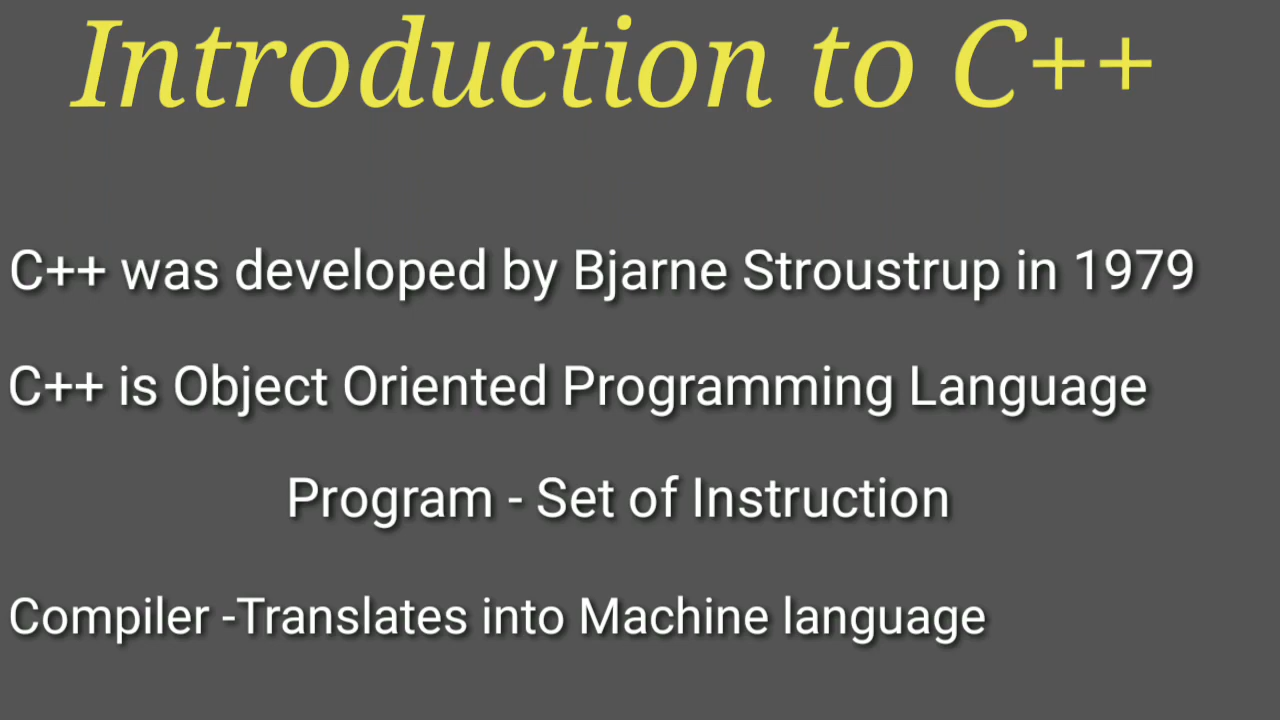 Introduction to C++
C++ was developed by Bjarne Stroustrup in 1979
C++ is Object Oriented Programming Language
Program - Set of Instruction
Compiler -Translates into Machine language